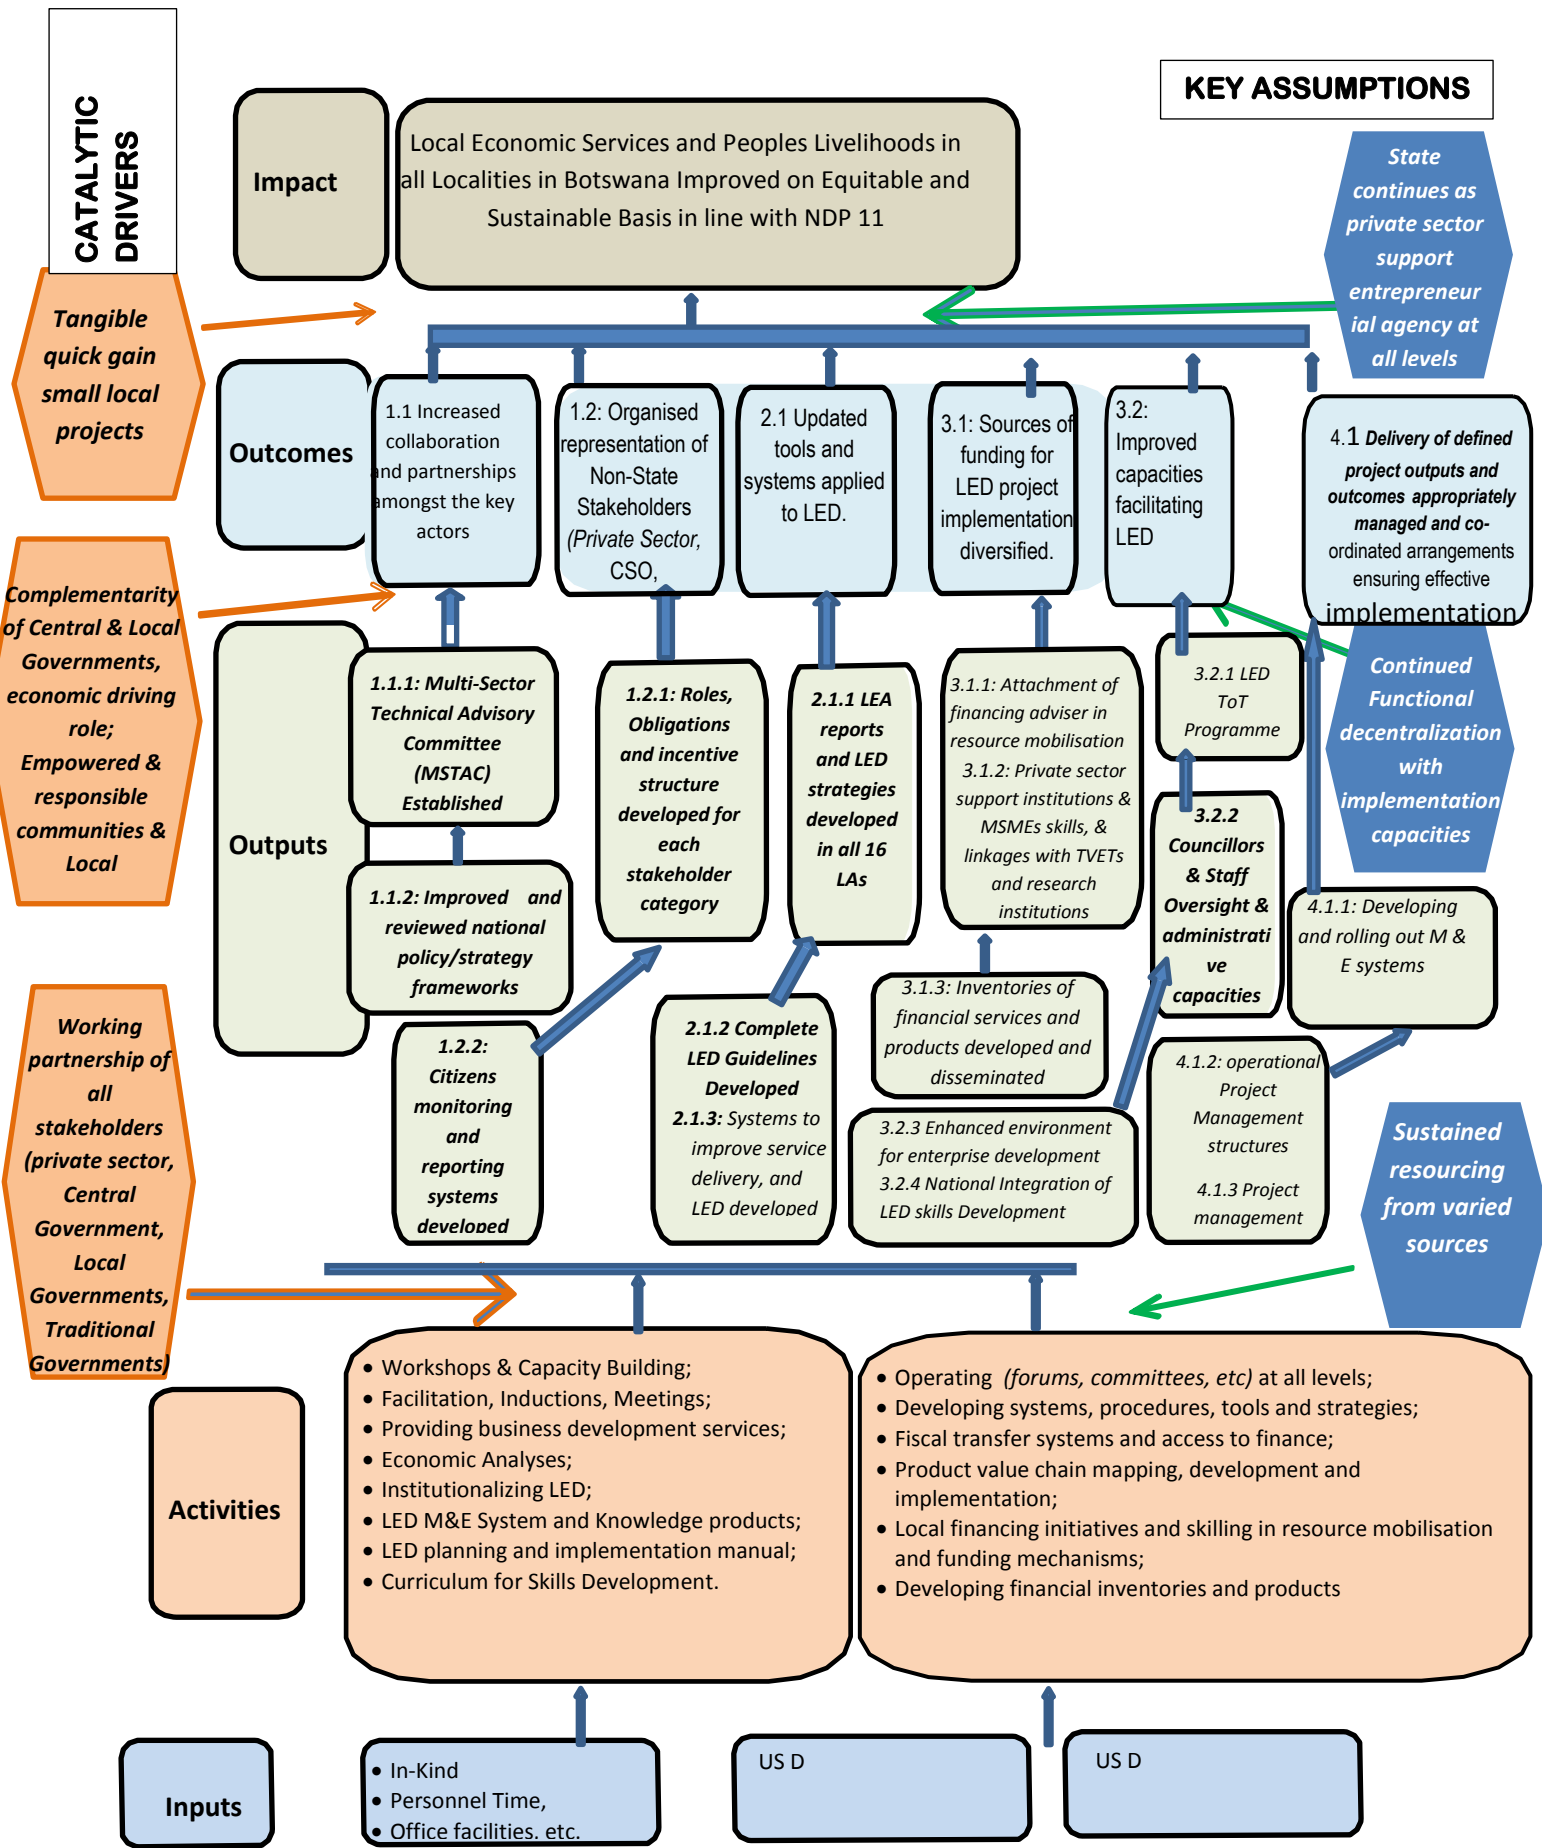 CATALYTIC
DRIVERS
KEY ASSUMPTIONS
Impact
Local Economic Services and Peoples Livelihoods in
all Localities in Botswana Improved on Equitable and
Sustainable Basis in line with NDP 11
State
continues as
private sector
support
entrepreneur
ial agency at
all levels
Tangible
quick gain
small local
projects
Outcomes
1.1 Increased
collaboration
and partnerships
amongst the key
actors
1.2: Organised
representation of
Non-State
Stakeholders
(Private Sector,
CSO,
2.1 Updated
tools and
systems applied
to LED.
3.1: Sources of
funding for
LED project
implementation
diversified.
3.2:
Improved
capacities
facilitating
LED
4.1 Delivery of defined
project outputs and
outcomes appropriately
managed and co-
ordinated arrangements
ensuring effective
implementation
Complementarity
of Central & Local
Governments,
economic driving
role;
Empowered &
responsible
communities &
Local
Outputs
1.1.1: Multi-Sector
Technical Advisory
Committee
(MSTAC)
Established
1.1.2: Improved and
reviewed national
policy/strategy
frameworks
1.2.1: Roles,
Obligations
and incentive
structure
developed for
each
stakeholder
category
1.2.2:
Citizens
monitoring
and
reporting
systems
developed
2.1.1 LEA
reports
and LED
strategies
developed
in all 16
LAs
2.1.2 Complete
LED Guidelines
Developed
2.1.3: Systems to
improve service
delivery, and
LED developed
3.1.1: Attachment of
financing adviser in
resource mobilisation
3.1.2: Private sector
support institutions &
MSMEs skills, &
linkages with TVETs
and research
institutions
3.1.3: Inventories of
financial services and
products developed and
disseminated
3.2.1 LED
ToT
Programme
3.2.2
Councillors
& Staff
Oversight &
administrati
ve
capacities
3.2.3 Enhanced environment
for enterprise development
3.2.4 National Integration of
LED skills Development
4.1.1: Developing
and rolling out M &
E systems
4.1.2: operational
Project
Management
structures
4.1.3 Project
management
Continued
Functional
decentralization
with
implementation
capacities
Working
partnership of
all
stakeholders
(private sector,
Central
Government,
Local
Governments,
Traditional
Governments)
Sustained
resourcing
from varied
sources
Activities
• Workshops & Capacity Building;
• Facilitation, Inductions, Meetings;
• Providing business development services;
• Economic Analyses;
• Institutionalizing LED;
• LED M&E System and Knowledge products;
• LED planning and implementation manual;
• Curriculum for Skills Development.
• Operating (forums, committees, etc) at all levels;
• Developing systems, procedures, tools and strategies;
• Fiscal transfer systems and access to finance;
• Product value chain mapping, development and
implementation;
• Local financing initiatives and skilling in resource mobilisation
and funding mechanisms;
• Developing financial inventories and products
Inputs
• In-Kind
• Personnel Time,
• Office facilities. etc.
US D
US D